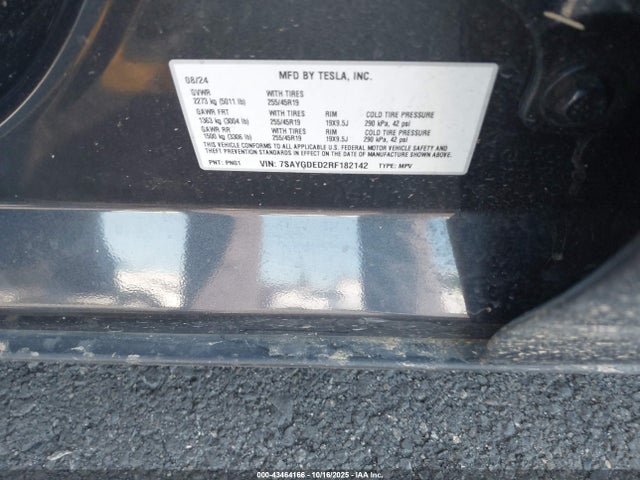 08/24 MFD BY TESLA, INC.
GVWR WITH TIRES
2273 kg (5011 lb) 255/45R19
GAWR FRT WITH TIRES RIM COLD TIRE PRESSURE
1363 kg (3004 lb) 255/45R19 19X9.5J 290 kPa, 42 psi
GAWR RR WITH TIRES RIM COLD TIRE PRESSURE
1500 kg (3306 lb) 255/45R19 19X9.5J 290 kPa, 42 psi
THIS VEHICLE CONFORMS TO ALL APPLICABLE U.S. FEDERAL MOTOR VEHICLE SAFETY AND
THEFT PREVENTION STANDARDS IN EFFECT ON THE DATE OF MANUFACTURE SHOWN ABOVE.
PNT: PN01 VIN: 7SAYGDED2RF182142 TYPE: MPV
© 2000-43464166 10/16/2025 - IAA Inc.